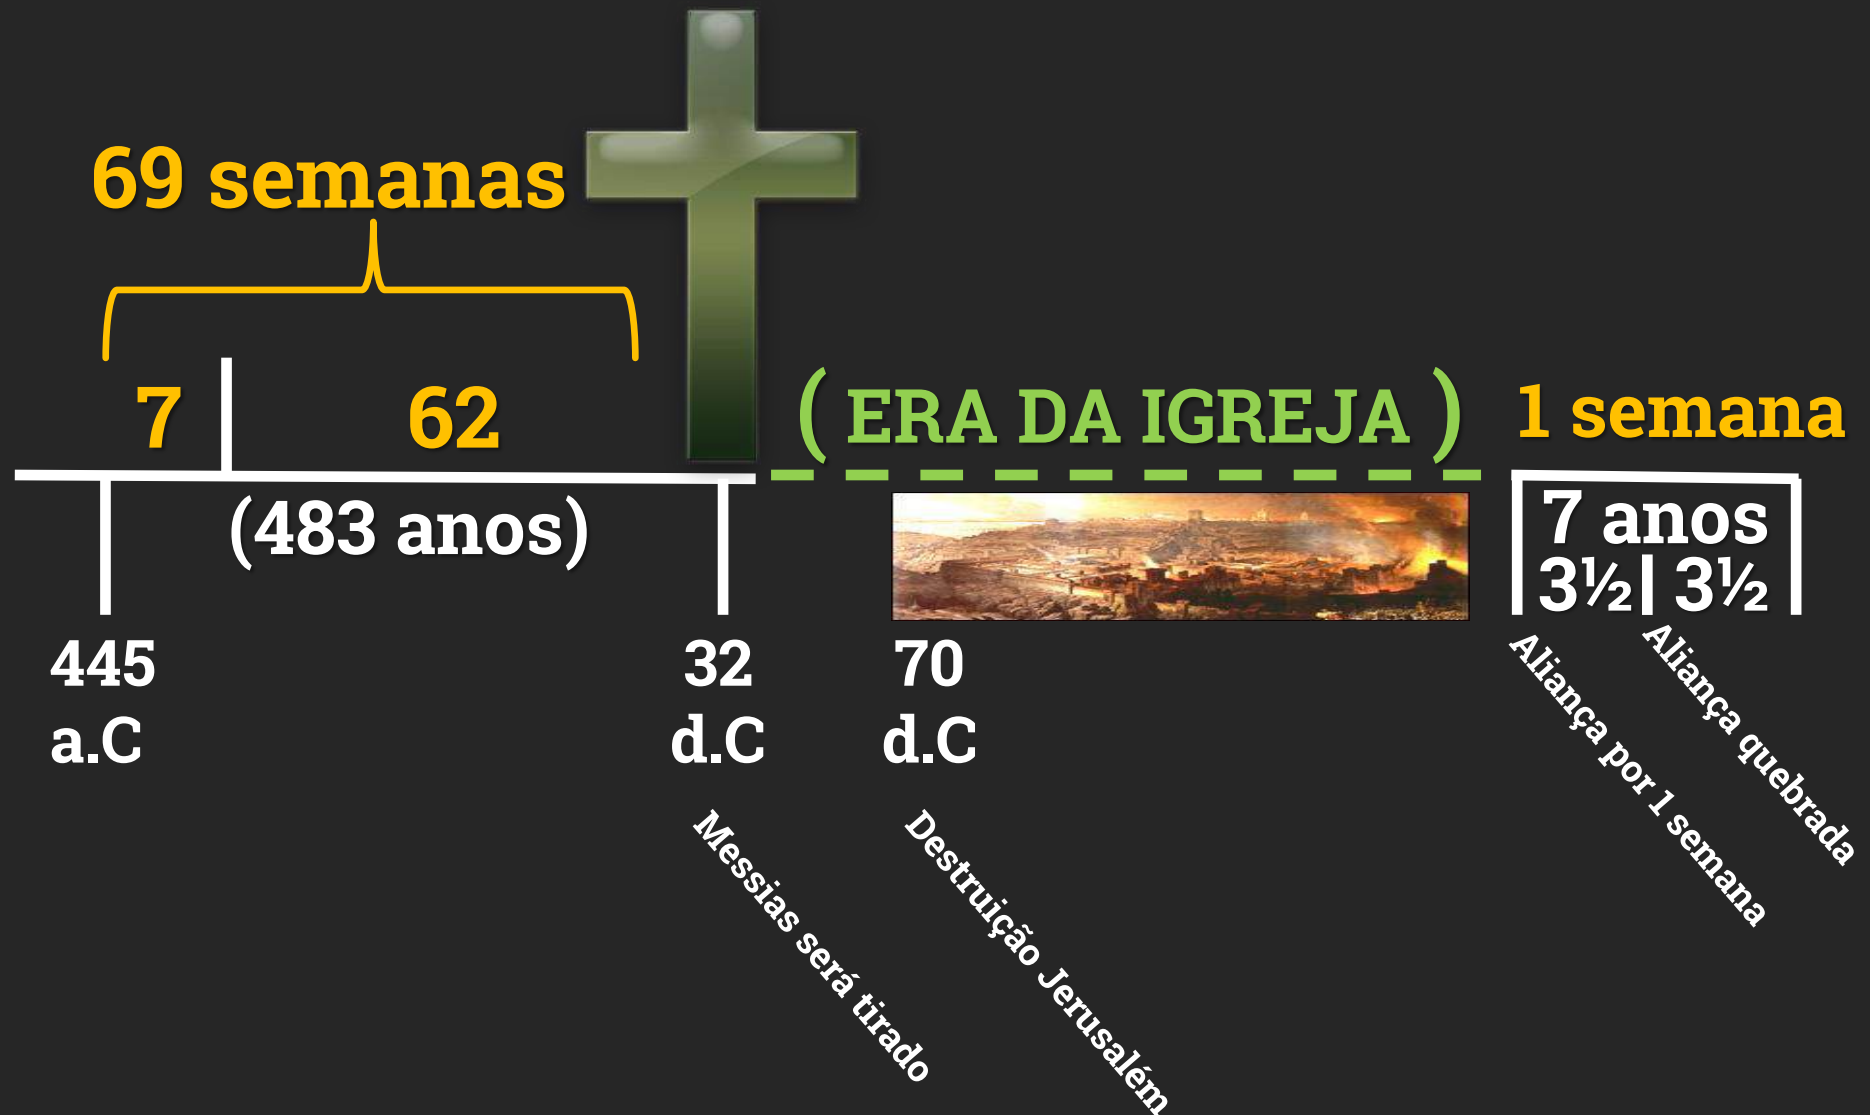 69 semanas
7
62
( ERA DA IGREJA )
1 semana
(483 anos)
7 anos
3½
3½
445
a.C
32
d.C
70
d.C
Messias será tirado
Destruição Jerusalém
Aliança por 1 semana
Aliança quebrada